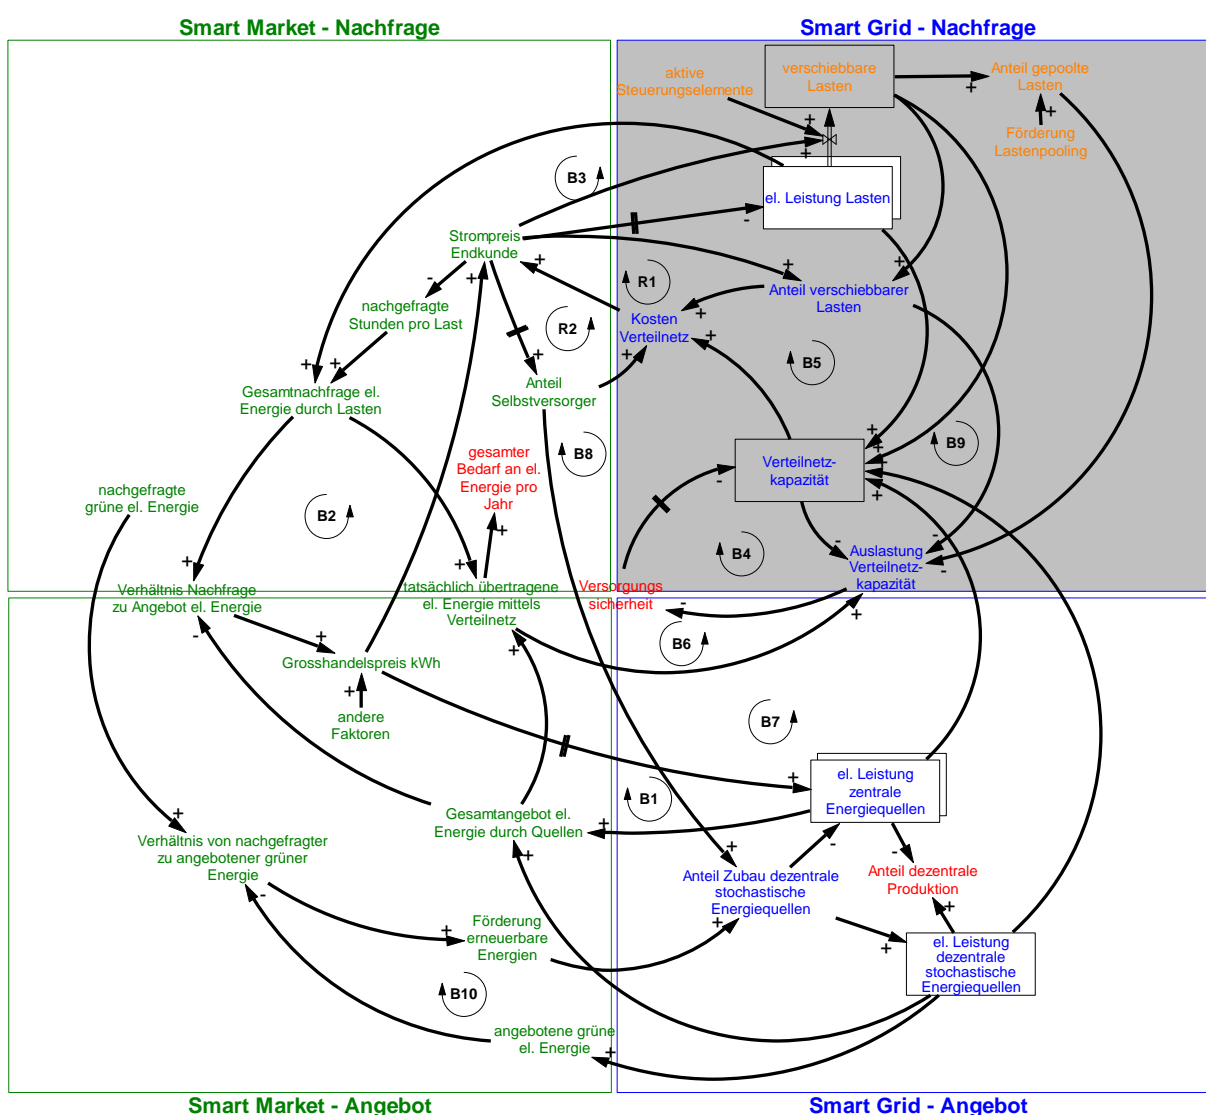 Smart Market - Nachfrage
Smart Grid - Nachfrage
aktive
Steuerungselemente
verschiebbare
Lasten
Anteil gepoolte
Lasten
Förderung
Lastenpooling
el. Leistung Lasten
B3
Strompreis
Endkunde
R1
Anteil verschiebbarer
Lasten
nachgefragte
Stunden pro Last
R2
Kosten
Verteilnetz
B5
Gesamtnachfrage el.
Energie durch Lasten
Anteil
Selbstversorger
B8
B9
gesamter
Bedarf an el.
Energie pro
Jahr
Verteilnetz-
kapazität
nachgefragte
grüne el. Energie
B2
B4
Auslastung
Verteilnetz-
kapazität
Verhältnis Nachfrage
zu Angebot el. Energie
tatsächlich übertragene
el. Energie mittels
Verteilnetz
Versorgungs
sicherheit
B6
Grosshandelspreis kWh
andere
Faktoren
B7
el. Leistung
zentrale
Energiequellen
B1
Gesamtangebot el.
Energie durch Quellen
Verhältnis von nachgefragter
zu angebotener grüner
Energie
Anteil Zubau dezentrale
stochastische
Energiequellen
Anteil dezentrale
Produktion
Förderung
erneuerbare
Energien
el. Leistung
dezentrale
stochastische
Energiequellen
B10
angebotene grüne
el. Energie
Smart Market - Angebot
Smart Grid - Angebot